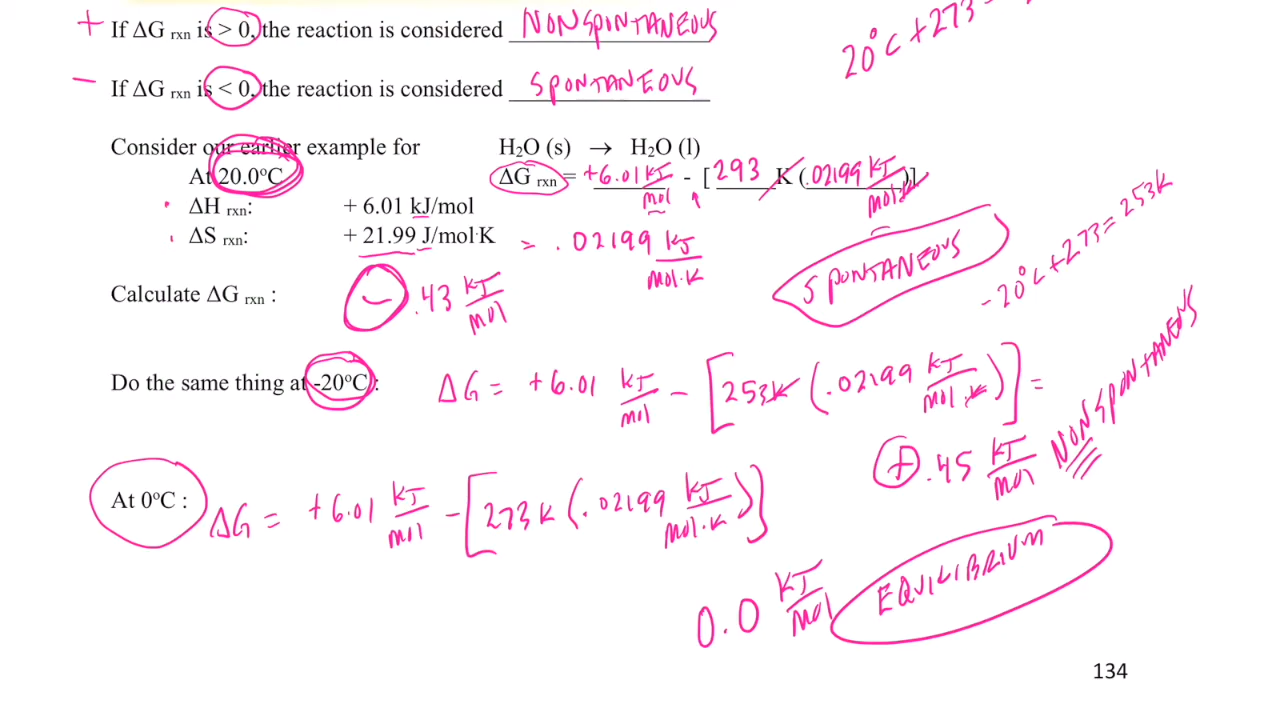 + If ΔG rxn is > 0, the reaction is considered NONSPONTANEOUS
20°C + 273
− If ΔG rxn is < 0, the reaction is considered SPONTANEOUS
Consider our earlier example for H₂O (s) → H₂O (l)
At 20.0°C ΔG rxn = +6.01 kJ/mol - [ 293 K (.02199 kJ/mol·K)]
ΔH rxn: + 6.01 kJ/mol
ΔS rxn: + 21.99 J/mol·K = .02199 kJ/mol·K
SPONTANEOUS
-20°C + 273 = 253K
Calculate ΔG rxn : − .43 kJ/mol
Do the same thing at -20°C: ΔG = +6.01 kJ/mol − [253K (.02199 kJ/mol·K)] =
+ .45 kJ/mol NONSPONTANEOUS
At 0°C : ΔG = +6.01 kJ/mol − [273K (.02199 kJ/mol·K)]
0.0 kJ/mol EQUILIBRIUM
134